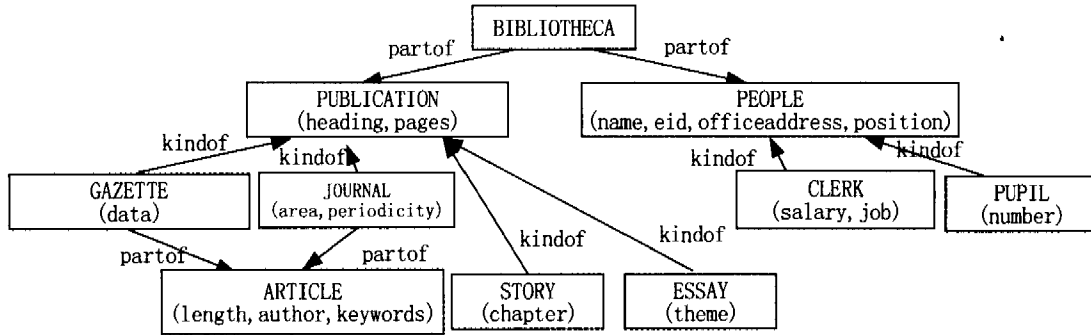 BIBLIOTHECA
partof
partof
PUBLICATION
(heading, pages)
PEOPLE
(name, eid, officeaddress, position)
kindof
kindof
kindof
kindof
GAZETTE
(data)
JOURNAL
(area, periodicity)
CLERK
(salary, job)
PUPIL
(number)
kindof
kindof
partof
partof
ARTICLE
(length, author, keywords)
STORY
(chapter)
ESSAY
(theme)